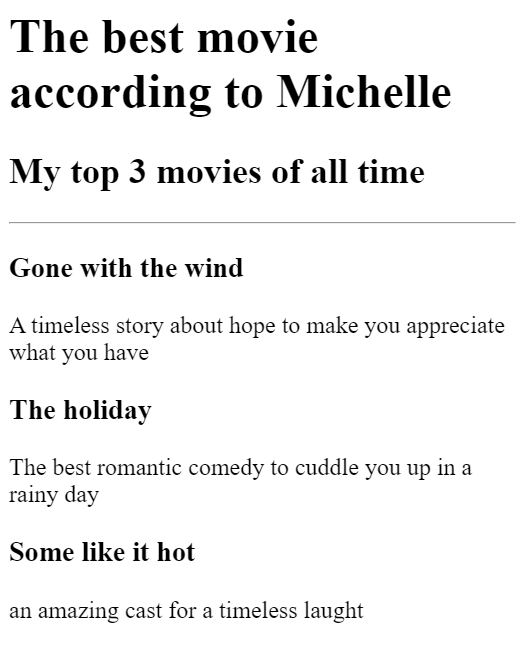 The best movie
according to Michelle
My top 3 movies of all time
Gone with the wind
A timeless story about hope to make you appreciate
what you have
The holiday
The best romantic comedy to cuddle you up in a
rainy day
Some like it hot
an amazing cast for a timeless laught